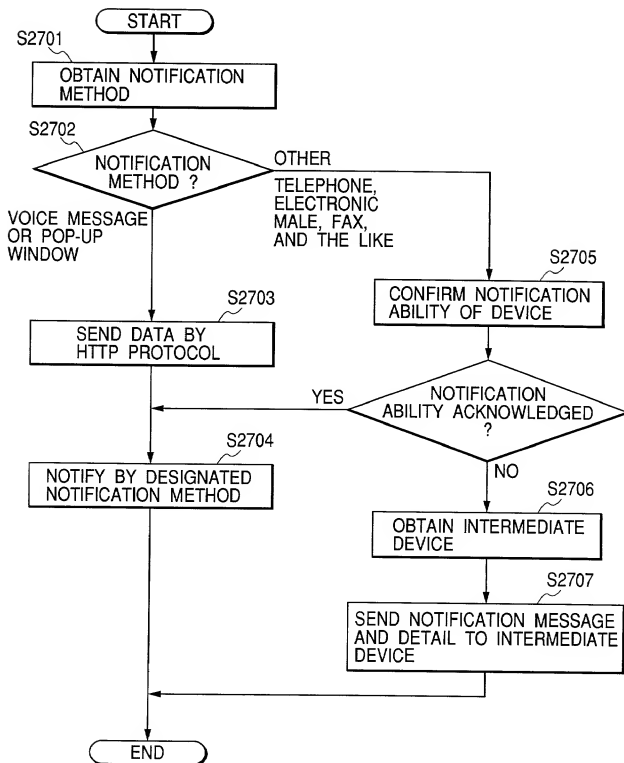 START
S2701
OBTAIN NOTIFICATION
METHOD
S2702
NOTIFICATION
METHOD ?
OTHER
TELEPHONE,
ELECTRONIC
MALE, FAX,
AND THE LIKE
VOICE MESSAGE
OR POP-UP
WINDOW
S2705
CONFIRM NOTIFICATION
ABILITY OF DEVICE
S2703
SEND DATA BY
HTTP PROTOCOL
YES
NOTIFICATION
ABILITY ACKNOWLEDGED
?
S2704
NOTIFY BY DESIGNATED
NOTIFICATION METHOD
NO
S2706
OBTAIN INTERMEDIATE
DEVICE
S2707
SEND NOTIFICATION MESSAGE
AND DETAIL TO INTERMEDIATE
DEVICE
END